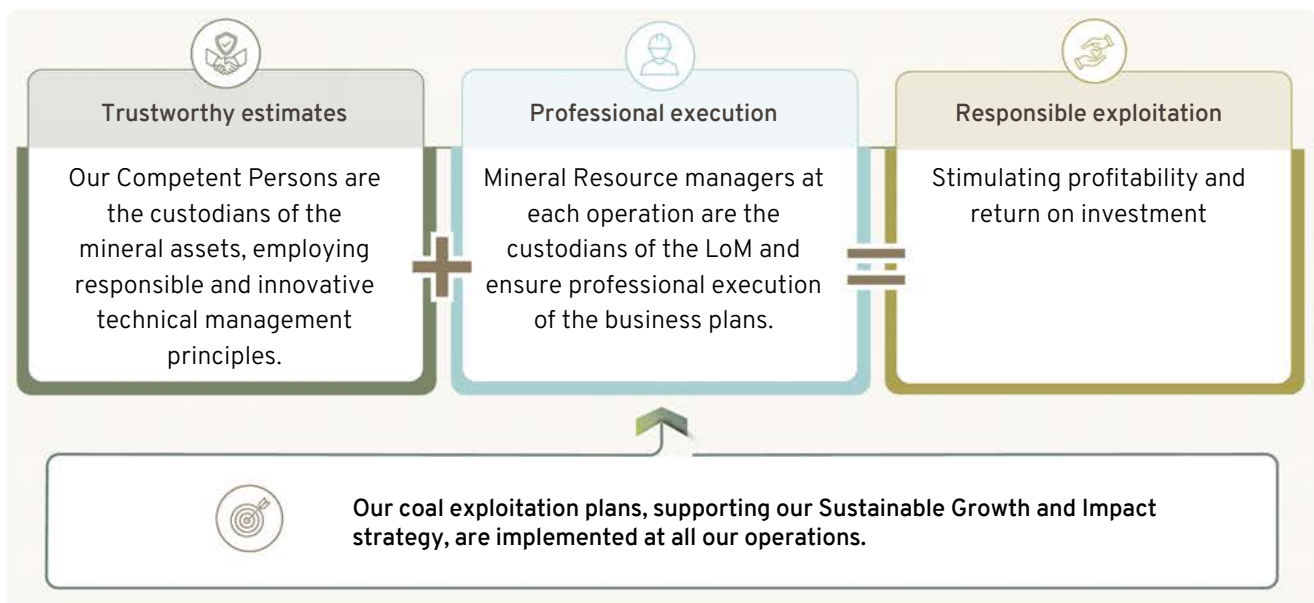 Trustworthy estimates
Our Competent Persons are
the custodians of the
mineral assets, employing
responsible and innovative
technical management
principles.
Professional execution
Mineral Resource managers at
each operation are the
custodians of the LoM and
ensure professional execution
of the business plans.
Responsible exploitation
Stimulating profitability and
return on investment
Our coal exploitation plans, supporting our Sustainable Growth and Impact
strategy, are implemented at all our operations.